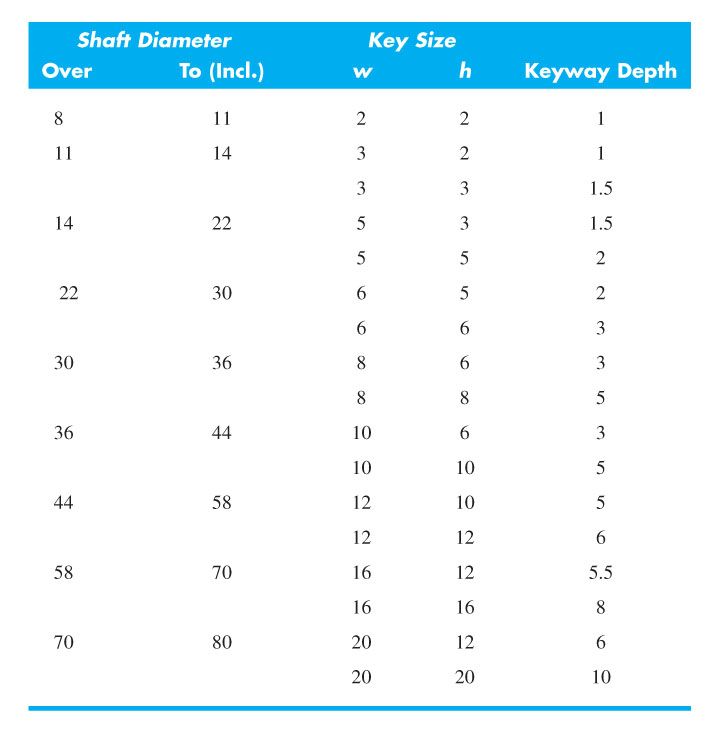 Shaft Diameter Key Size
Over To (Incl.) w h Keyway Depth
8 11 2 2 1
11 14 3 2 1
3 3 1.5
14 22 5 3 1.5
5 5 2
22 30 6 5 2
6 6 3
30 36 8 6 3
8 8 5
36 44 10 6 3
10 10 5
44 58 12 10 5
12 12 6
58 70 16 12 5.5
16 16 8
70 80 20 12 6
20 20 10